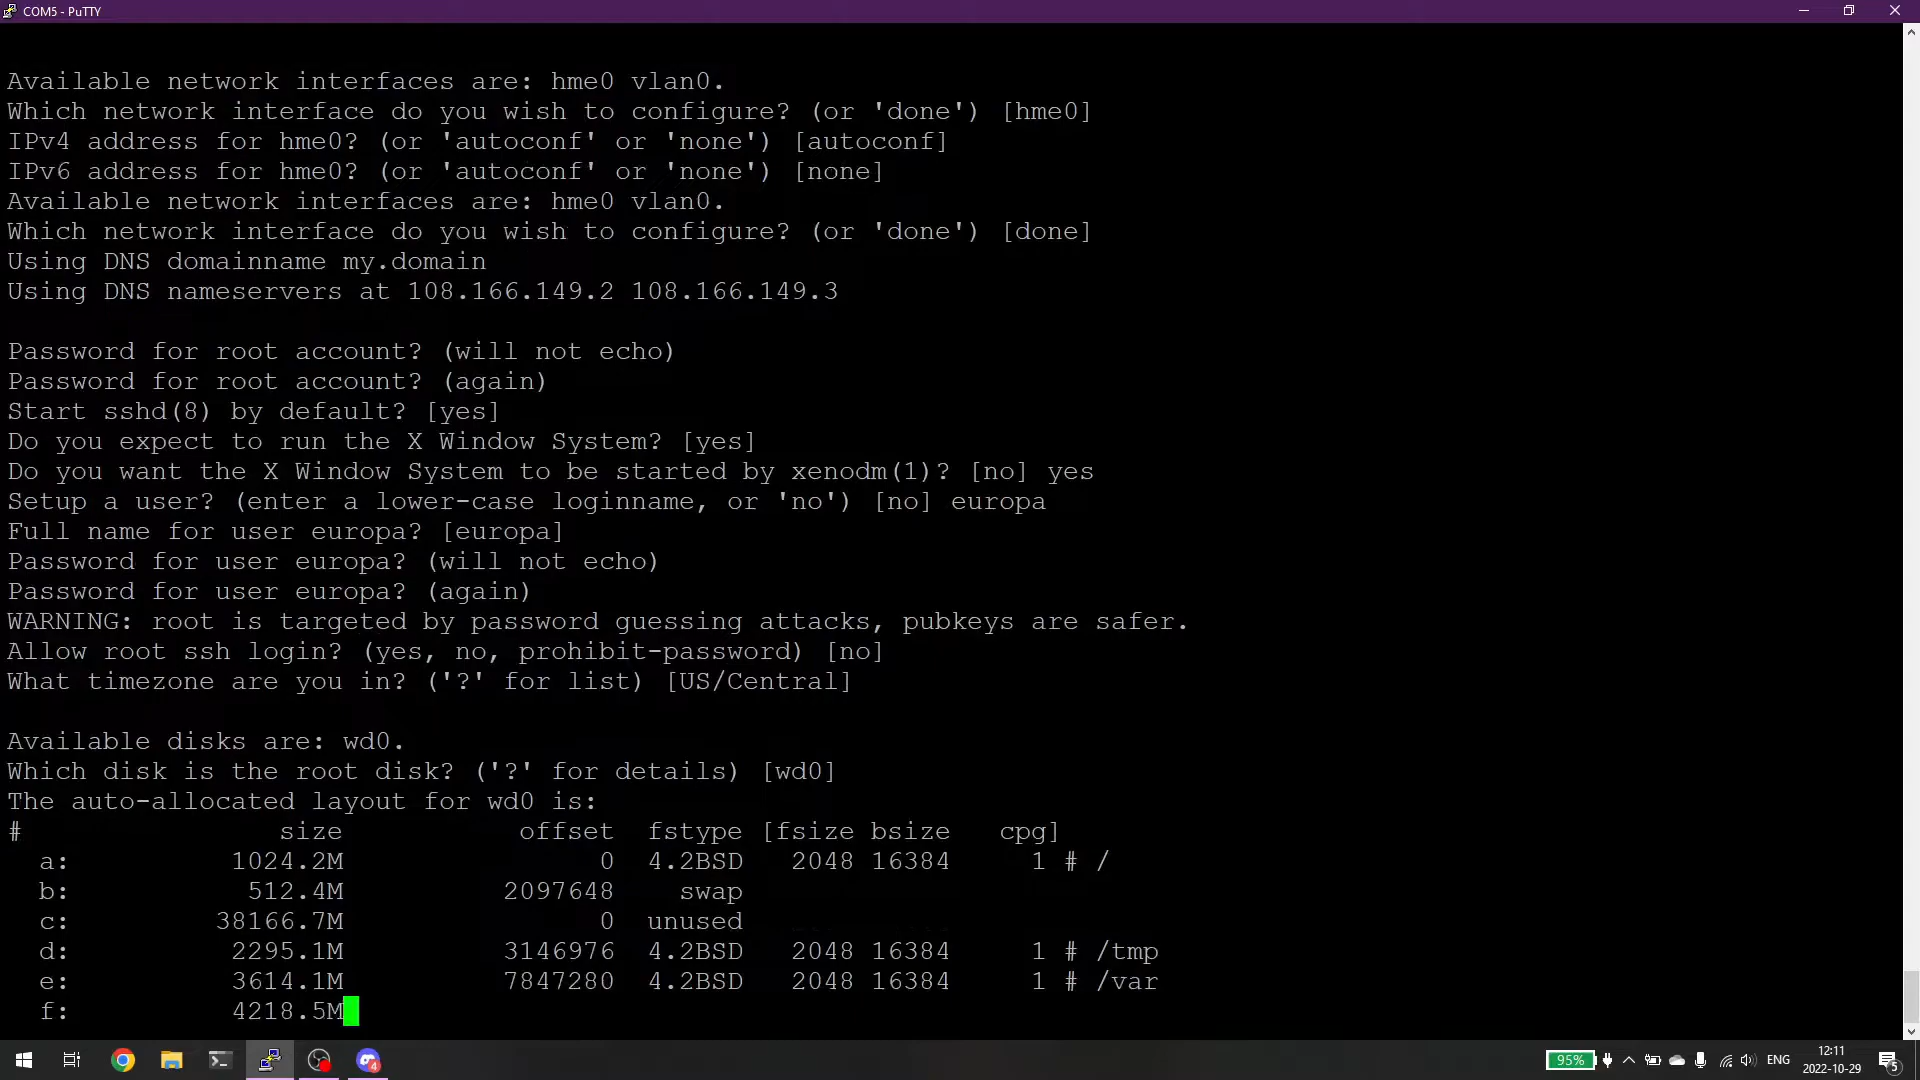 COM5 - PuTTY
Available network interfaces are: hme0 vlan0.
Which network interface do you wish to configure? (or 'done') [hme0]
IPv4 address for hme0? (or 'autoconf' or 'none') [autoconf]
IPv6 address for hme0? (or 'autoconf' or 'none') [none]
Available network interfaces are: hme0 vlan0.
Which network interface do you wish to configure? (or 'done') [done]
Using DNS domainname my.domain
Using DNS nameservers at 108.166.149.2 108.166.149.3
Password for root account? (will not echo)
Password for root account? (again)
Start sshd(8) by default? [yes]
Do you expect to run the X Window System? [yes]
Do you want the X Window System to be started by xenodm(1)? [no] yes
Setup a user? (enter a lower-case loginname, or 'no') [no] europa
Full name for user europa? [europa]
Password for user europa? (will not echo)
Password for user europa? (again)
WARNING: root is targeted by password guessing attacks, pubkeys are safer.
Allow root ssh login? (yes, no, prohibit-password) [no]
What timezone are you in? ('?' for list) [US/Central]
Available disks are: wd0.
Which disk is the root disk? ('?' for details) [wd0]
The auto-allocated layout for wd0 is:
# size offset fstype [fsize bsize cpg]
a: 1024.2M 0 4.2BSD 2048 16384 1 # /
b: 512.4M 2097648 swap
c: 38166.7M 0 unused
d: 2295.1M 3146976 4.2BSD 2048 16384 1 # /tmp
e: 3614.1M 7847280 4.2BSD 2048 16384 1 # /var
f: 4218.5M
4
95% ENG 12:11
2022-10-29
5